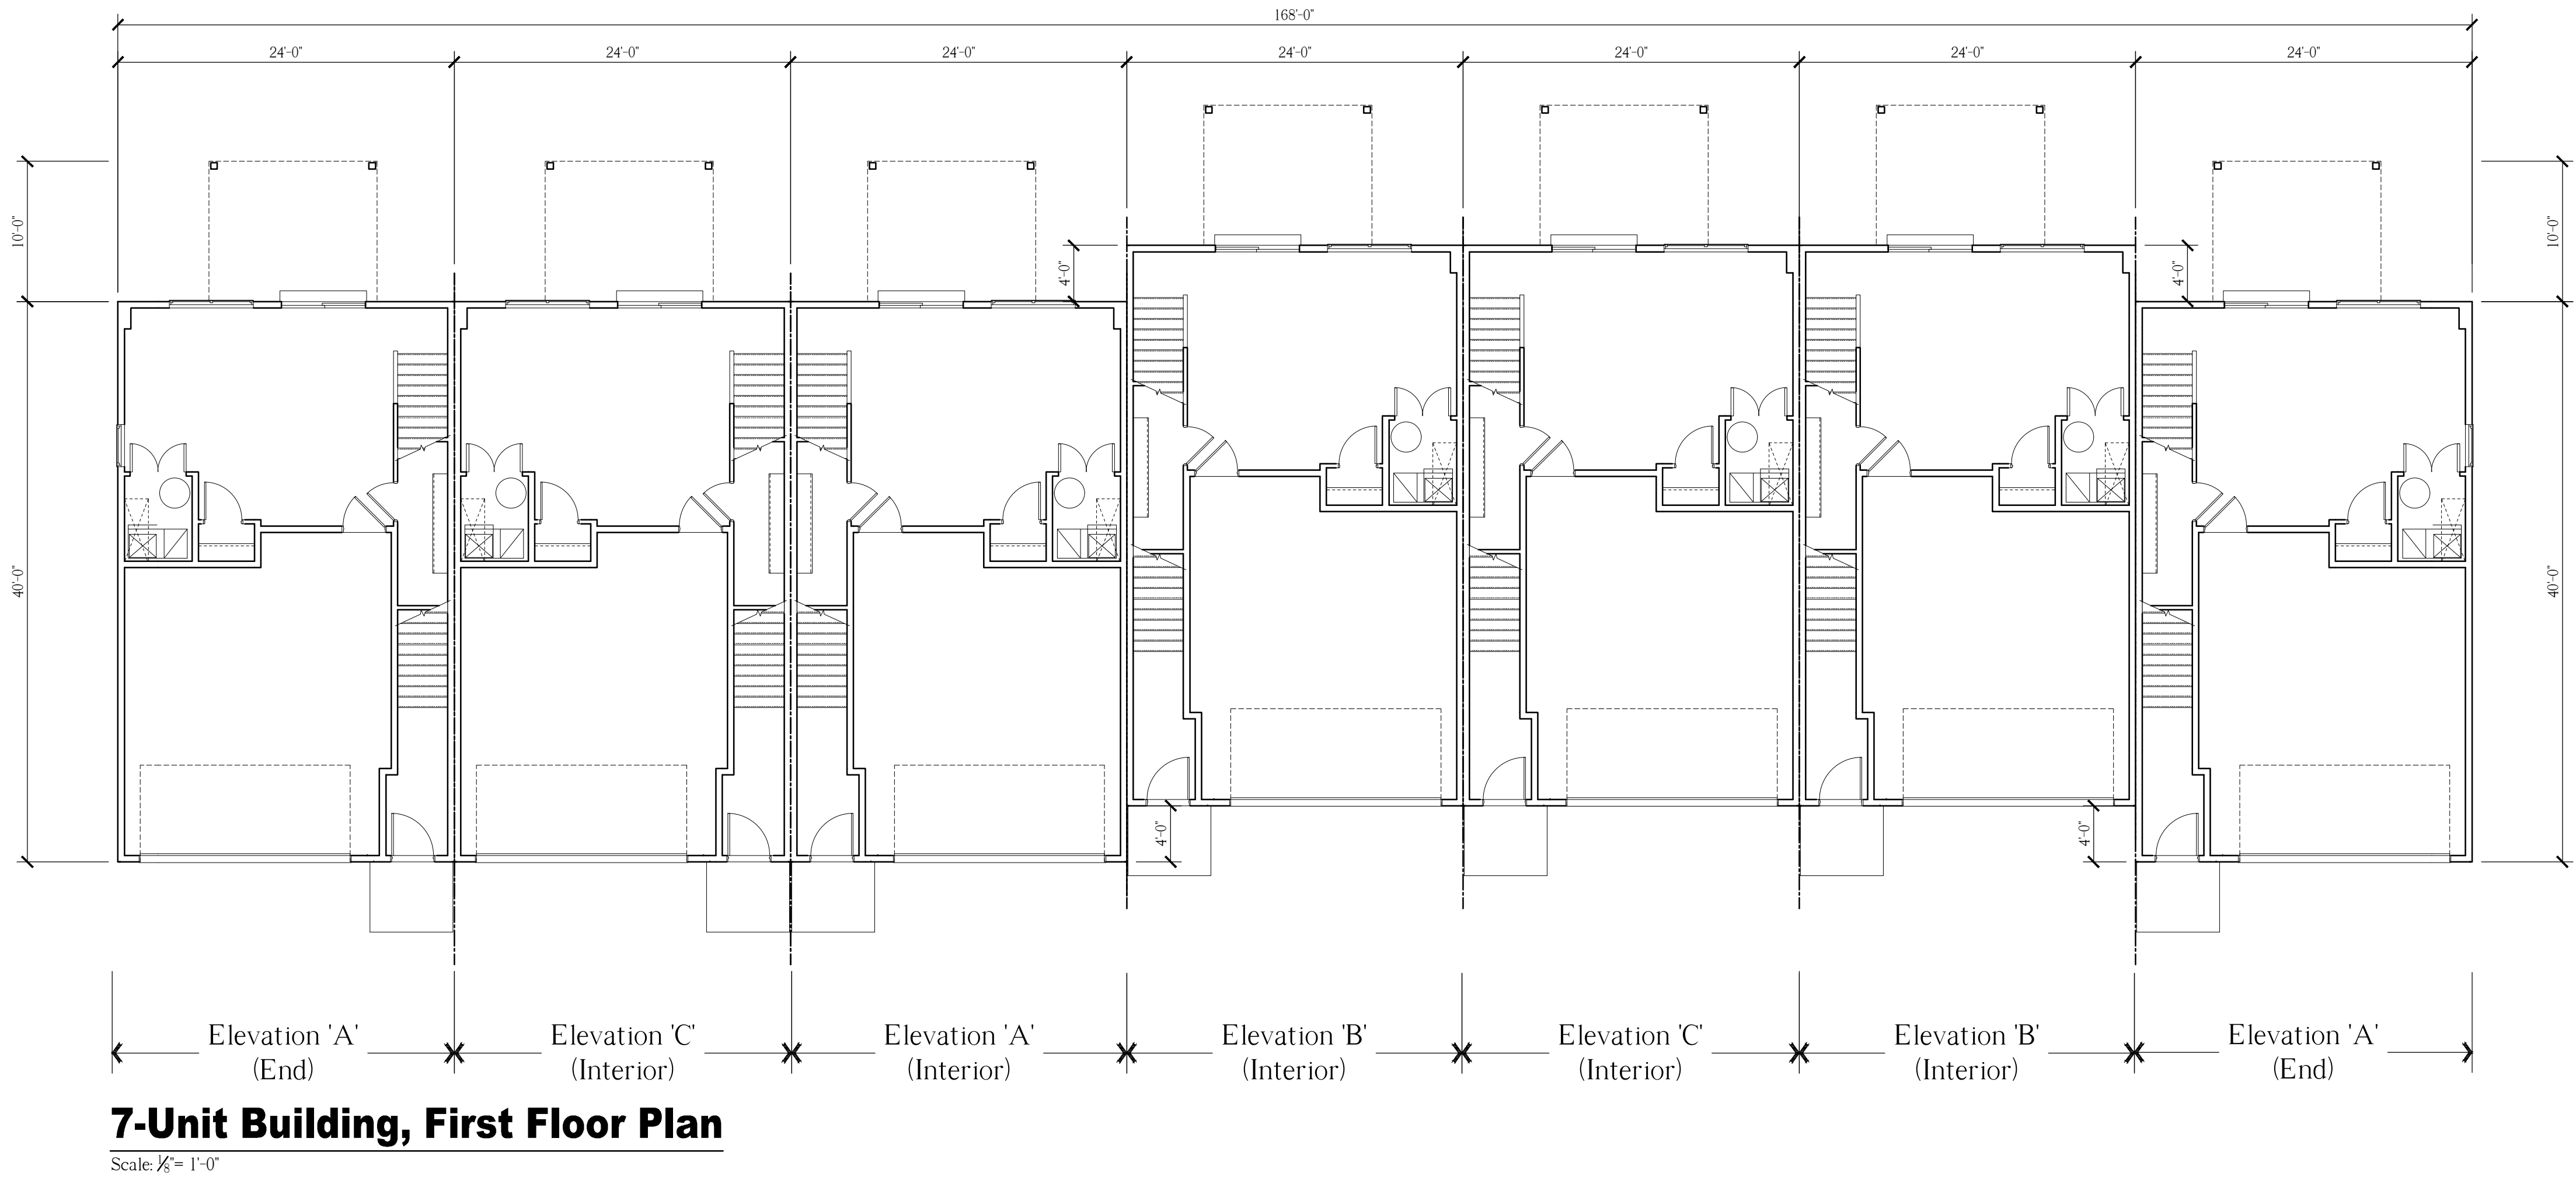 168'-0"
24'-0" 24'-0" 24'-0" 24'-0" 24'-0" 24'-0" 24'-0"
10'-0" 10'-0"
4'-0" 4'-0"
40'-0" 40'-0"
4'-0" 4'-0"
Elevation 'A' Elevation 'C' Elevation 'A' Elevation 'B' Elevation 'C' Elevation 'B' Elevation 'A'
(End) (Interior) (Interior) (Interior) (Interior) (Interior) (End)
7-Unit Building, First Floor Plan
Scale: ⅛"= 1'-0"